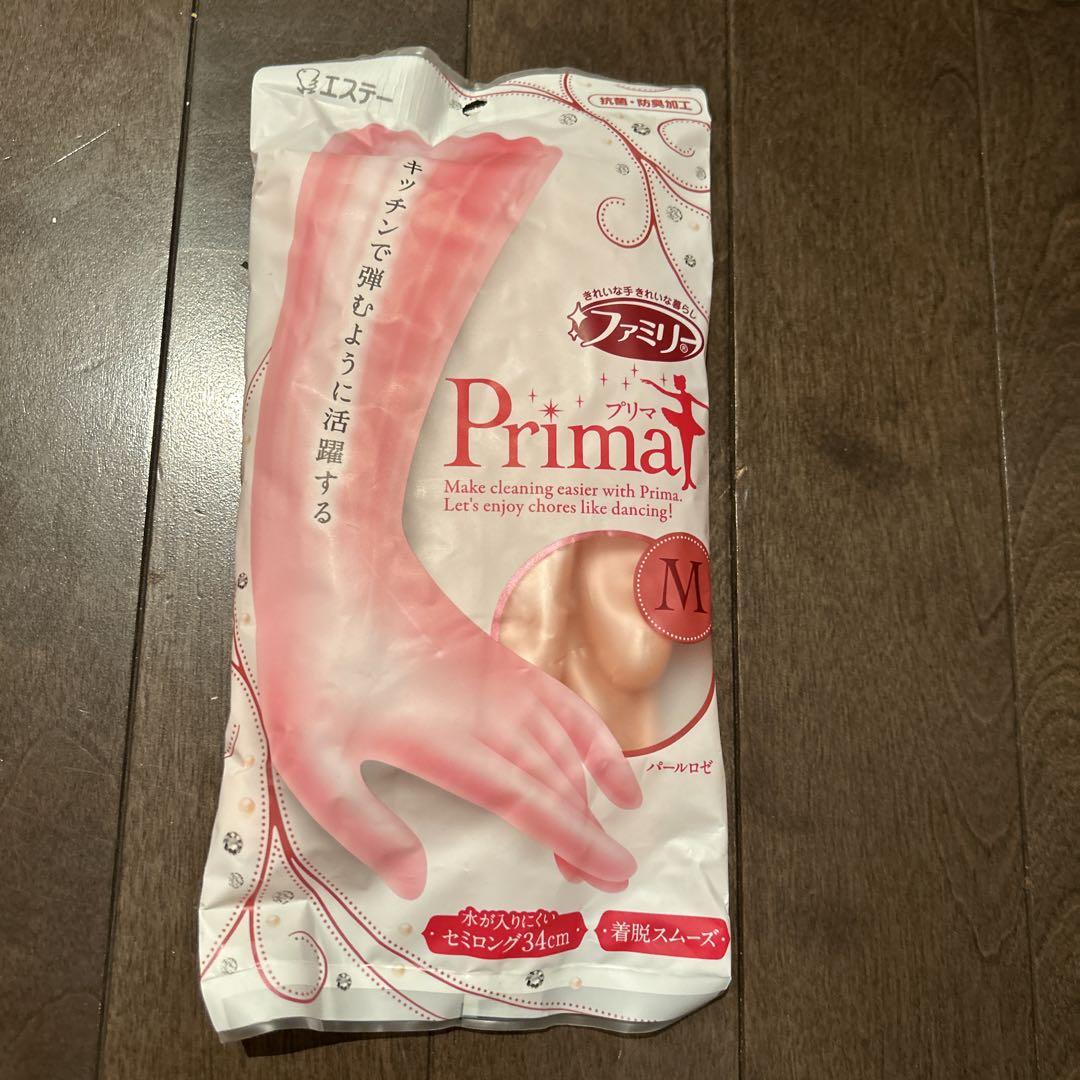 エステー
抗菌・防臭加工
キッチンで弾むように活躍する
きれいな手 きれいな暮らし
ファミリー®
プリマ
Prima
Make cleaning easier with Prima.
Let's enjoy chores like dancing!
M
パールロゼ
水が入りにくい
セミロング34cm
着脱スムーズ